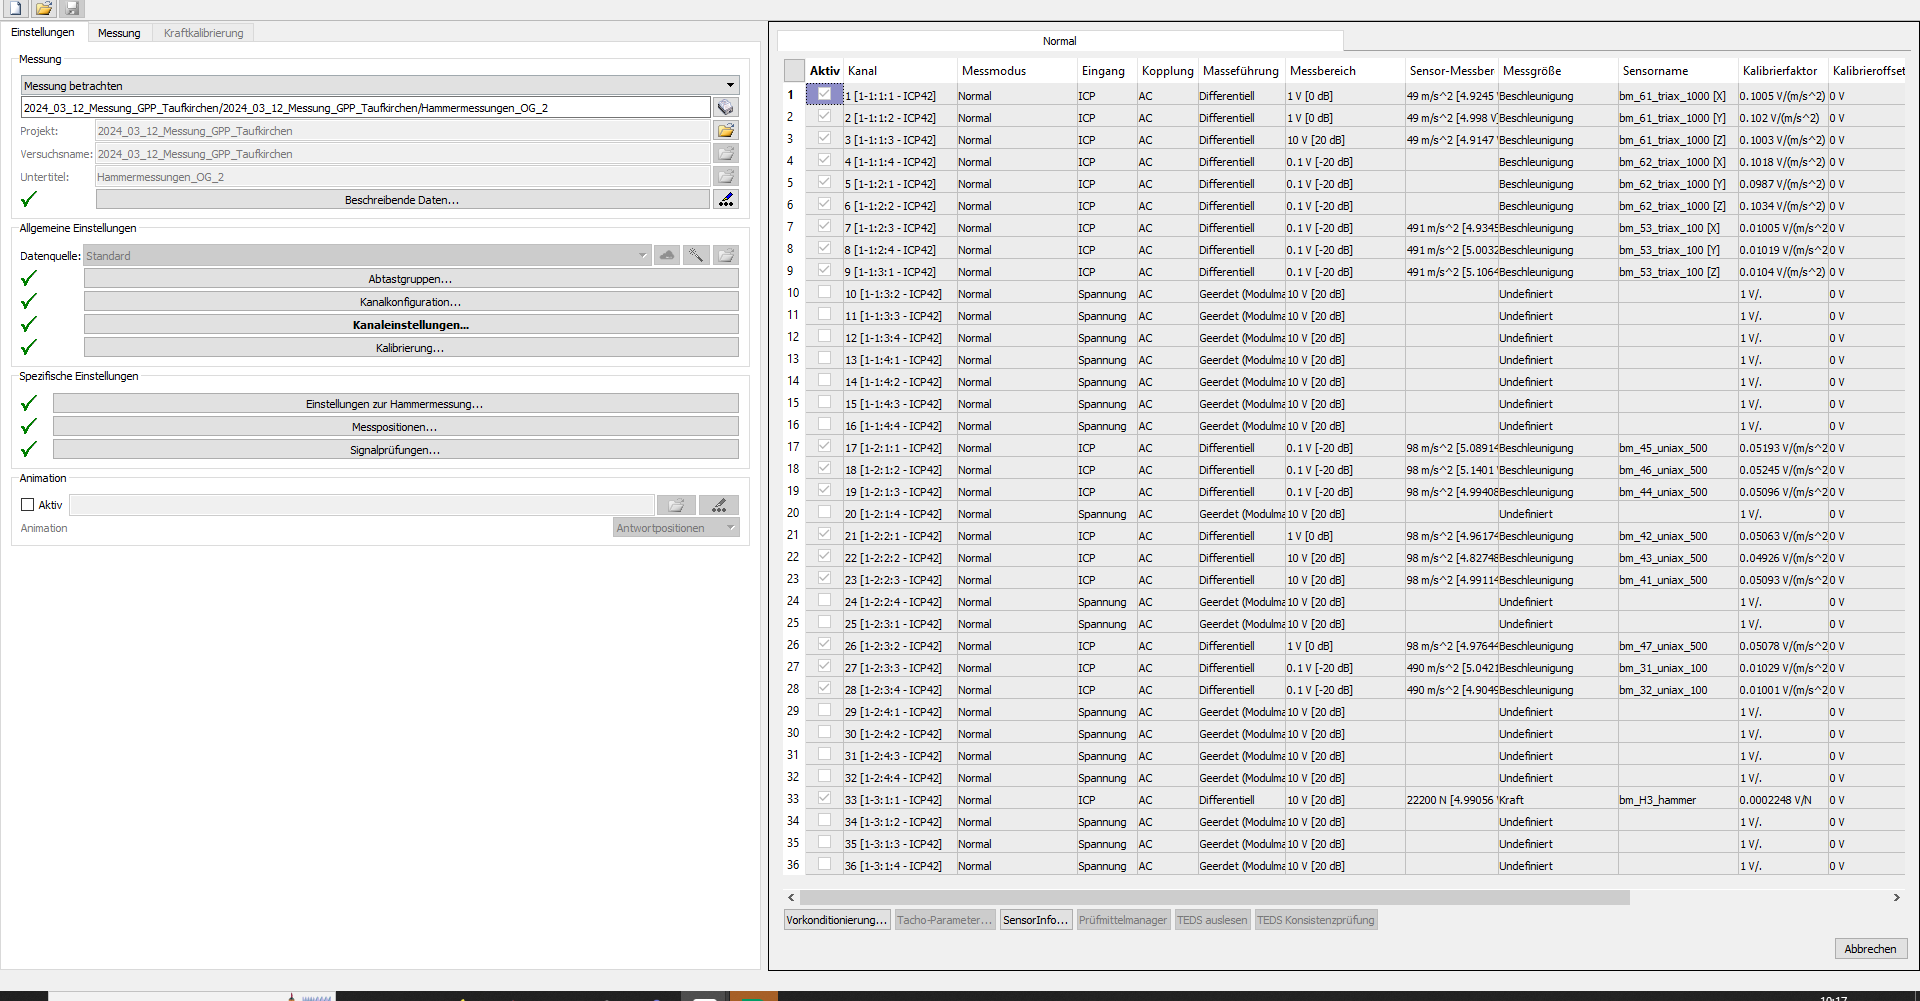 Einstellungen Messung Kraftkalibrierung
Messung
Messung betrachten
2024_03_12_Messung_GPP_Taufkirchen/2024_03_12_Messung_GPP_Taufkirchen/Hammermessungen_OG_2
Projekt: 2024_03_12_Messung_GPP_Taufkirchen
Versuchsname: 2024_03_12_Messung_GPP_Taufkirchen
Untertitel: Hammermessungen_OG_2
Beschreibende Daten...
Allgemeine Einstellungen
Datenquelle: Standard
Abtastgruppen...
Kanalkonfiguration...
Kanaleinstellungen...
Kalibrierung...
Spezifische Einstellungen
Einstellungen zur Hammermessung...
Messpositionen...
Signalprüfungen...
Animation
Aktiv
Animation Antwortpositionen
Normal
Aktiv Kanal Messmodus Eingang Kopplung Masseführung Messbereich Sensor-Messber Messgröße Sensorname Kalibrierfaktor Kalibrieroffset
1 1 [1-1:1:1 - ICP42] Normal ICP AC Differentiell 1 V [0 dB] 49 m/s^2 [4.9245 Beschleunigung bm_61_triax_1000 [X] 0.1005 V/(m/s^2) 0 V
2 2 [1-1:1:2 - ICP42] Normal ICP AC Differentiell 1 V [0 dB] 49 m/s^2 [4.998 V Beschleunigung bm_61_triax_1000 [Y] 0.102 V/(m/s^2) 0 V
3 3 [1-1:1:3 - ICP42] Normal ICP AC Differentiell 10 V [20 dB] 49 m/s^2 [4.9147 Beschleunigung bm_61_triax_1000 [Z] 0.1003 V/(m/s^2) 0 V
4 4 [1-1:1:4 - ICP42] Normal ICP AC Differentiell 0.1 V [-20 dB] Beschleunigung bm_62_triax_1000 [X] 0.1018 V/(m/s^2) 0 V
5 5 [1-1:2:1 - ICP42] Normal ICP AC Differentiell 0.1 V [-20 dB] Beschleunigung bm_62_triax_1000 [Y] 0.0987 V/(m/s^2) 0 V
6 6 [1-1:2:2 - ICP42] Normal ICP AC Differentiell 0.1 V [-20 dB] Beschleunigung bm_62_triax_1000 [Z] 0.1034 V/(m/s^2) 0 V
7 7 [1-1:2:3 - ICP42] Normal ICP AC Differentiell 0.1 V [-20 dB] 491 m/s^2 [4.9345 Beschleunigung bm_53_triax_100 [X] 0.01005 V/(m/s^2 0 V
8 8 [1-1:2:4 - ICP42] Normal ICP AC Differentiell 0.1 V [-20 dB] 491 m/s^2 [5.0032 Beschleunigung bm_53_triax_100 [Y] 0.01019 V/(m/s^2 0 V
9 9 [1-1:3:1 - ICP42] Normal ICP AC Differentiell 0.1 V [-20 dB] 491 m/s^2 [5.1064 Beschleunigung bm_53_triax_100 [Z] 0.0104 V/(m/s^2) 0 V
10 10 [1-1:3:2 - ICP42] Normal Spannung AC Geerdet (Modulma 10 V [20 dB] Undefiniert 1 V/. 0 V
11 11 [1-1:3:3 - ICP42] Normal Spannung AC Geerdet (Modulma 10 V [20 dB] Undefiniert 1 V/. 0 V
12 12 [1-1:3:4 - ICP42] Normal Spannung AC Geerdet (Modulma 10 V [20 dB] Undefiniert 1 V/. 0 V
13 13 [1-1:4:1 - ICP42] Normal Spannung AC Geerdet (Modulma 10 V [20 dB] Undefiniert 1 V/. 0 V
14 14 [1-1:4:2 - ICP42] Normal Spannung AC Geerdet (Modulma 10 V [20 dB] Undefiniert 1 V/. 0 V
15 15 [1-1:4:3 - ICP42] Normal Spannung AC Geerdet (Modulma 10 V [20 dB] Undefiniert 1 V/. 0 V
16 16 [1-1:4:4 - ICP42] Normal Spannung AC Geerdet (Modulma 10 V [20 dB] Undefiniert 1 V/. 0 V
17 17 [1-2:1:1 - ICP42] Normal ICP AC Differentiell 0.1 V [-20 dB] 98 m/s^2 [5.08914 Beschleunigung bm_45_uniax_500 0.05193 V/(m/s^2 0 V
18 18 [1-2:1:2 - ICP42] Normal ICP AC Differentiell 0.1 V [-20 dB] 98 m/s^2 [5.1401 Beschleunigung bm_46_uniax_500 0.05245 V/(m/s^2 0 V
19 19 [1-2:1:3 - ICP42] Normal ICP AC Differentiell 0.1 V [-20 dB] 98 m/s^2 [4.99408 Beschleunigung bm_44_uniax_500 0.05096 V/(m/s^2 0 V
20 20 [1-2:1:4 - ICP42] Normal Spannung AC Geerdet (Modulma 10 V [20 dB] Undefiniert 1 V/. 0 V
21 21 [1-2:2:1 - ICP42] Normal ICP AC Differentiell 1 V [0 dB] 98 m/s^2 [4.96174 Beschleunigung bm_42_uniax_500 0.05063 V/(m/s^2 0 V
22 22 [1-2:2:2 - ICP42] Normal ICP AC Differentiell 10 V [20 dB] 98 m/s^2 [4.82748 Beschleunigung bm_43_uniax_500 0.04926 V/(m/s^2 0 V
23 23 [1-2:2:3 - ICP42] Normal ICP AC Differentiell 10 V [20 dB] 98 m/s^2 [4.99114 Beschleunigung bm_41_uniax_500 0.05093 V/(m/s^2 0 V
24 24 [1-2:2:4 - ICP42] Normal Spannung AC Geerdet (Modulma 10 V [20 dB] Undefiniert 1 V/. 0 V
25 25 [1-2:3:1 - ICP42] Normal Spannung AC Geerdet (Modulma 10 V [20 dB] Undefiniert 1 V/. 0 V
26 26 [1-2:3:2 - ICP42] Normal ICP AC Differentiell 1 V [0 dB] 98 m/s^2 [4.97644 Beschleunigung bm_47_uniax_500 0.05078 V/(m/s^2 0 V
27 27 [1-2:3:3 - ICP42] Normal ICP AC Differentiell 0.1 V [-20 dB] 490 m/s^2 [5.0421 Beschleunigung bm_31_uniax_100 0.01029 V/(m/s^2 0 V
28 28 [1-2:3:4 - ICP42] Normal ICP AC Differentiell 0.1 V [-20 dB] 490 m/s^2 [4.9049 Beschleunigung bm_32_uniax_100 0.01001 V/(m/s^2 0 V
29 29 [1-2:4:1 - ICP42] Normal Spannung AC Geerdet (Modulma 10 V [20 dB] Undefiniert 1 V/. 0 V
30 30 [1-2:4:2 - ICP42] Normal Spannung AC Geerdet (Modulma 10 V [20 dB] Undefiniert 1 V/. 0 V
31 31 [1-2:4:3 - ICP42] Normal Spannung AC Geerdet (Modulma 10 V [20 dB] Undefiniert 1 V/. 0 V
32 32 [1-2:4:4 - ICP42] Normal Spannung AC Geerdet (Modulma 10 V [20 dB] Undefiniert 1 V/. 0 V
33 33 [1-3:1:1 - ICP42] Normal ICP AC Differentiell 10 V [20 dB] 22200 N [4.99056 Kraft bm_H3_hammer 0.0002248 V/N 0 V
34 34 [1-3:1:2 - ICP42] Normal Spannung AC Geerdet (Modulma 10 V [20 dB] Undefiniert 1 V/. 0 V
35 35 [1-3:1:3 - ICP42] Normal Spannung AC Geerdet (Modulma 10 V [20 dB] Undefiniert 1 V/. 0 V
36 36 [1-3:1:4 - ICP42] Normal Spannung AC Geerdet (Modulma 10 V [20 dB] Undefiniert 1 V/. 0 V
Vorkonditionierung... Tacho-Parameter... SensorInfo... Prüfmittelmanager TEDS auslesen TEDS Konsistenzprüfung
Abbrechen